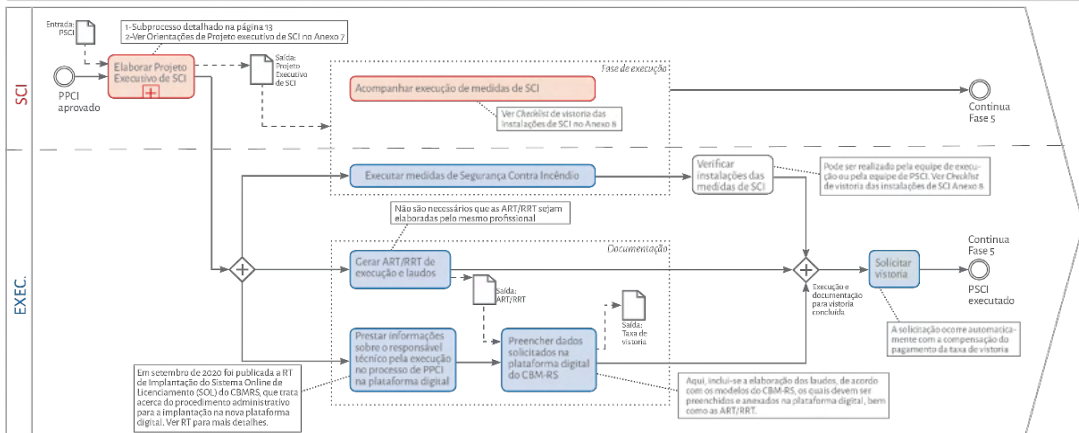 SCI
Entrada:
PSCI
PPCI
aprovado
1-Subprocesso detalhado na página 13
2-Ver Orientações de Projeto executivo de SCI no Anexo 7
Elaborar Projeto
Executivo de SCI
Saída:
Projeto
Executivo
de SCI
Fase de execução
Acompanhar execução de medidas de SCI
Ver Checklist de vistoria das
instalações de SCI no Anexo 8
Continua
Fase 5
EXEC.
Executar medidas de Segurança Contra Incêndio
Verificar
instalações das
medidas de SCI
Pode ser realizado pela equipe de execu-
ção ou pela equipe de PSCI. Ver Checklist
de vistoria das instalações de SCI Anexo 8
Não são necessários que as ART/RRT sejam
elaboradas pelo mesmo profissional
Documentação
Gerar ART/RRT de
execução e laudos
Saída:
ART/RRT
Saída:
Taxa de
vistoria
Prestar informações
sobre o responsável
técnico pela execução
no processo de PPCI
na plataforma digital
Preencher dados
solicitados na
plataforma digital
do CBM-RS
Execução e
documentação
para vistoria
concluída
Solicitar
vistoria
Continua
Fase 5
PSCI
executado
A solicitação ocorre automatica-
mente com a compensação do
pagamento da taxa de vistoria
Em setembro de 2020 foi publicada a RT
de Implantação do Sistema Online de
Licenciamento (SOL) do CBMRS, que trata
acerca do procedimento administrativo
para a implantação na nova plataforma
digital. Ver RT para mais detalhes.
Aqui, inclui-se a elaboração dos laudos, de acordo
com os modelos do CBM-RS, os quais devem ser
preenchidos e anexados na plataforma digital, bem
como as ART/RRT.